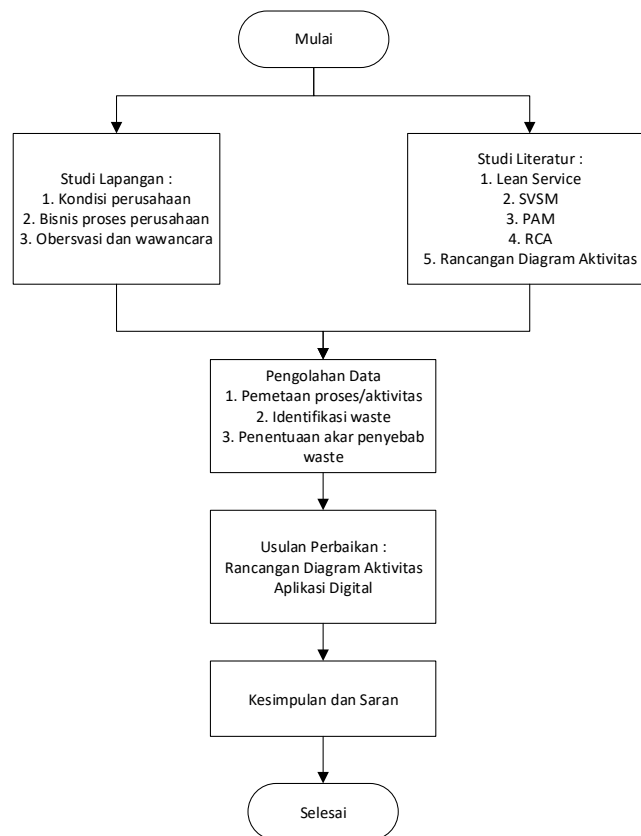 Mulai
Studi Lapangan :
1. Kondisi perusahaan
2. Bisnis proses perusahaan
3. Obersvasi dan wawancara
Studi Literatur :
1. Lean Service
2. SVSM
3. PAM
4. RCA
5. Rancangan Diagram Aktivitas
Pengolahan Data
1. Pemetaan proses/aktivitas
2. Identifikasi waste
3. Penentuaan akar penyebab
waste
Usulan Perbaikan :
Rancangan Diagram Aktivitas
Aplikasi Digital
Kesimpulan dan Saran
Selesai